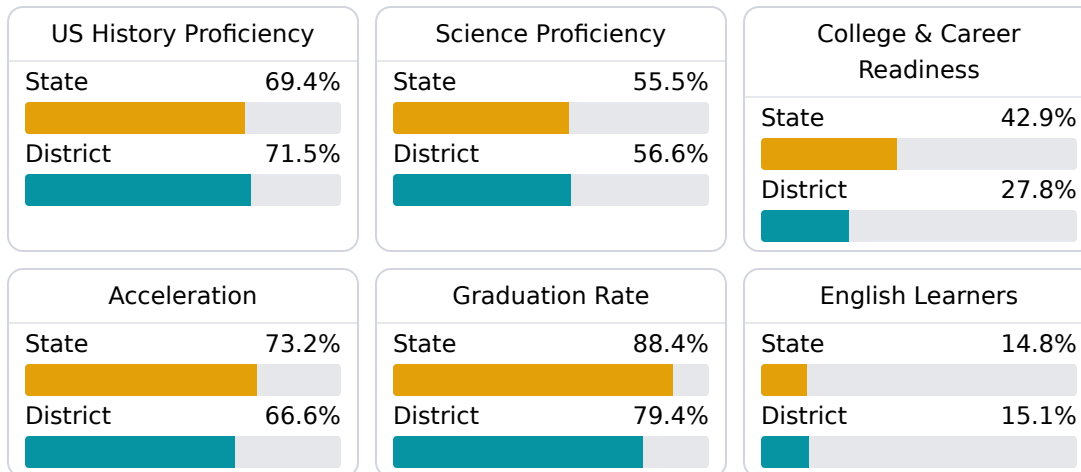 US History Proficiency
State 69.4%
District 71.5%
Science Proficiency
State 55.5%
District 56.6%
College & Career
Readiness
State 42.9%
District 27.8%
Acceleration
State 73.2%
District 66.6%
Graduation Rate
State 88.4%
District 79.4%
English Learners
State 14.8%
District 15.1%